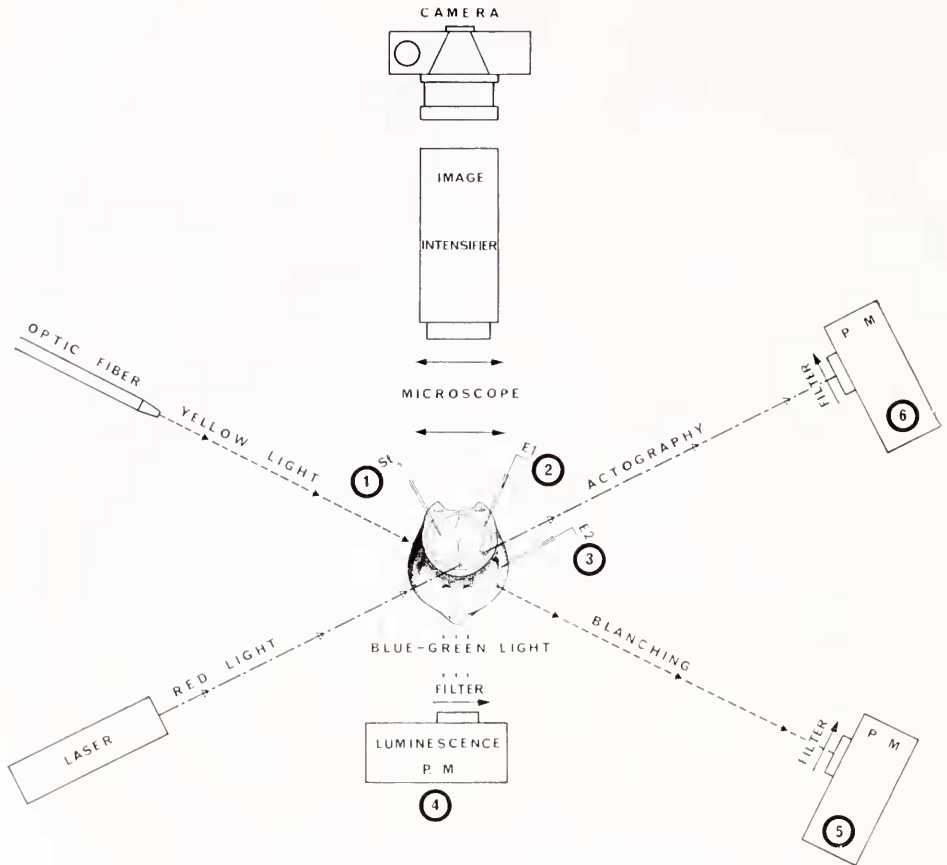 CAMERA
IMAGE
INTENSIFIER
OPTIC FIBER
P M
FILTER
6
MICROSCOPE
YELLOW LIGHT
ACTOGRAPHY
St
1
E1
2
E2
3
BLUE-GREEN LIGHT
BLANCHING
RED LIGHT
FILTER
LASER
LUMINESCENCE
P. M
4
FILTER
P M
5